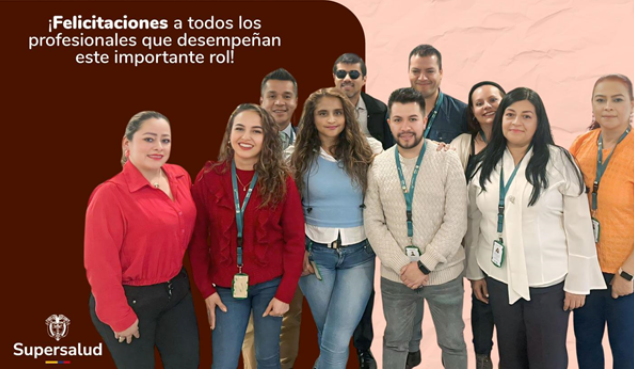 ¡Felicitaciones a todos los
profesionales que desempeñan
este importante rol!
Supersalud